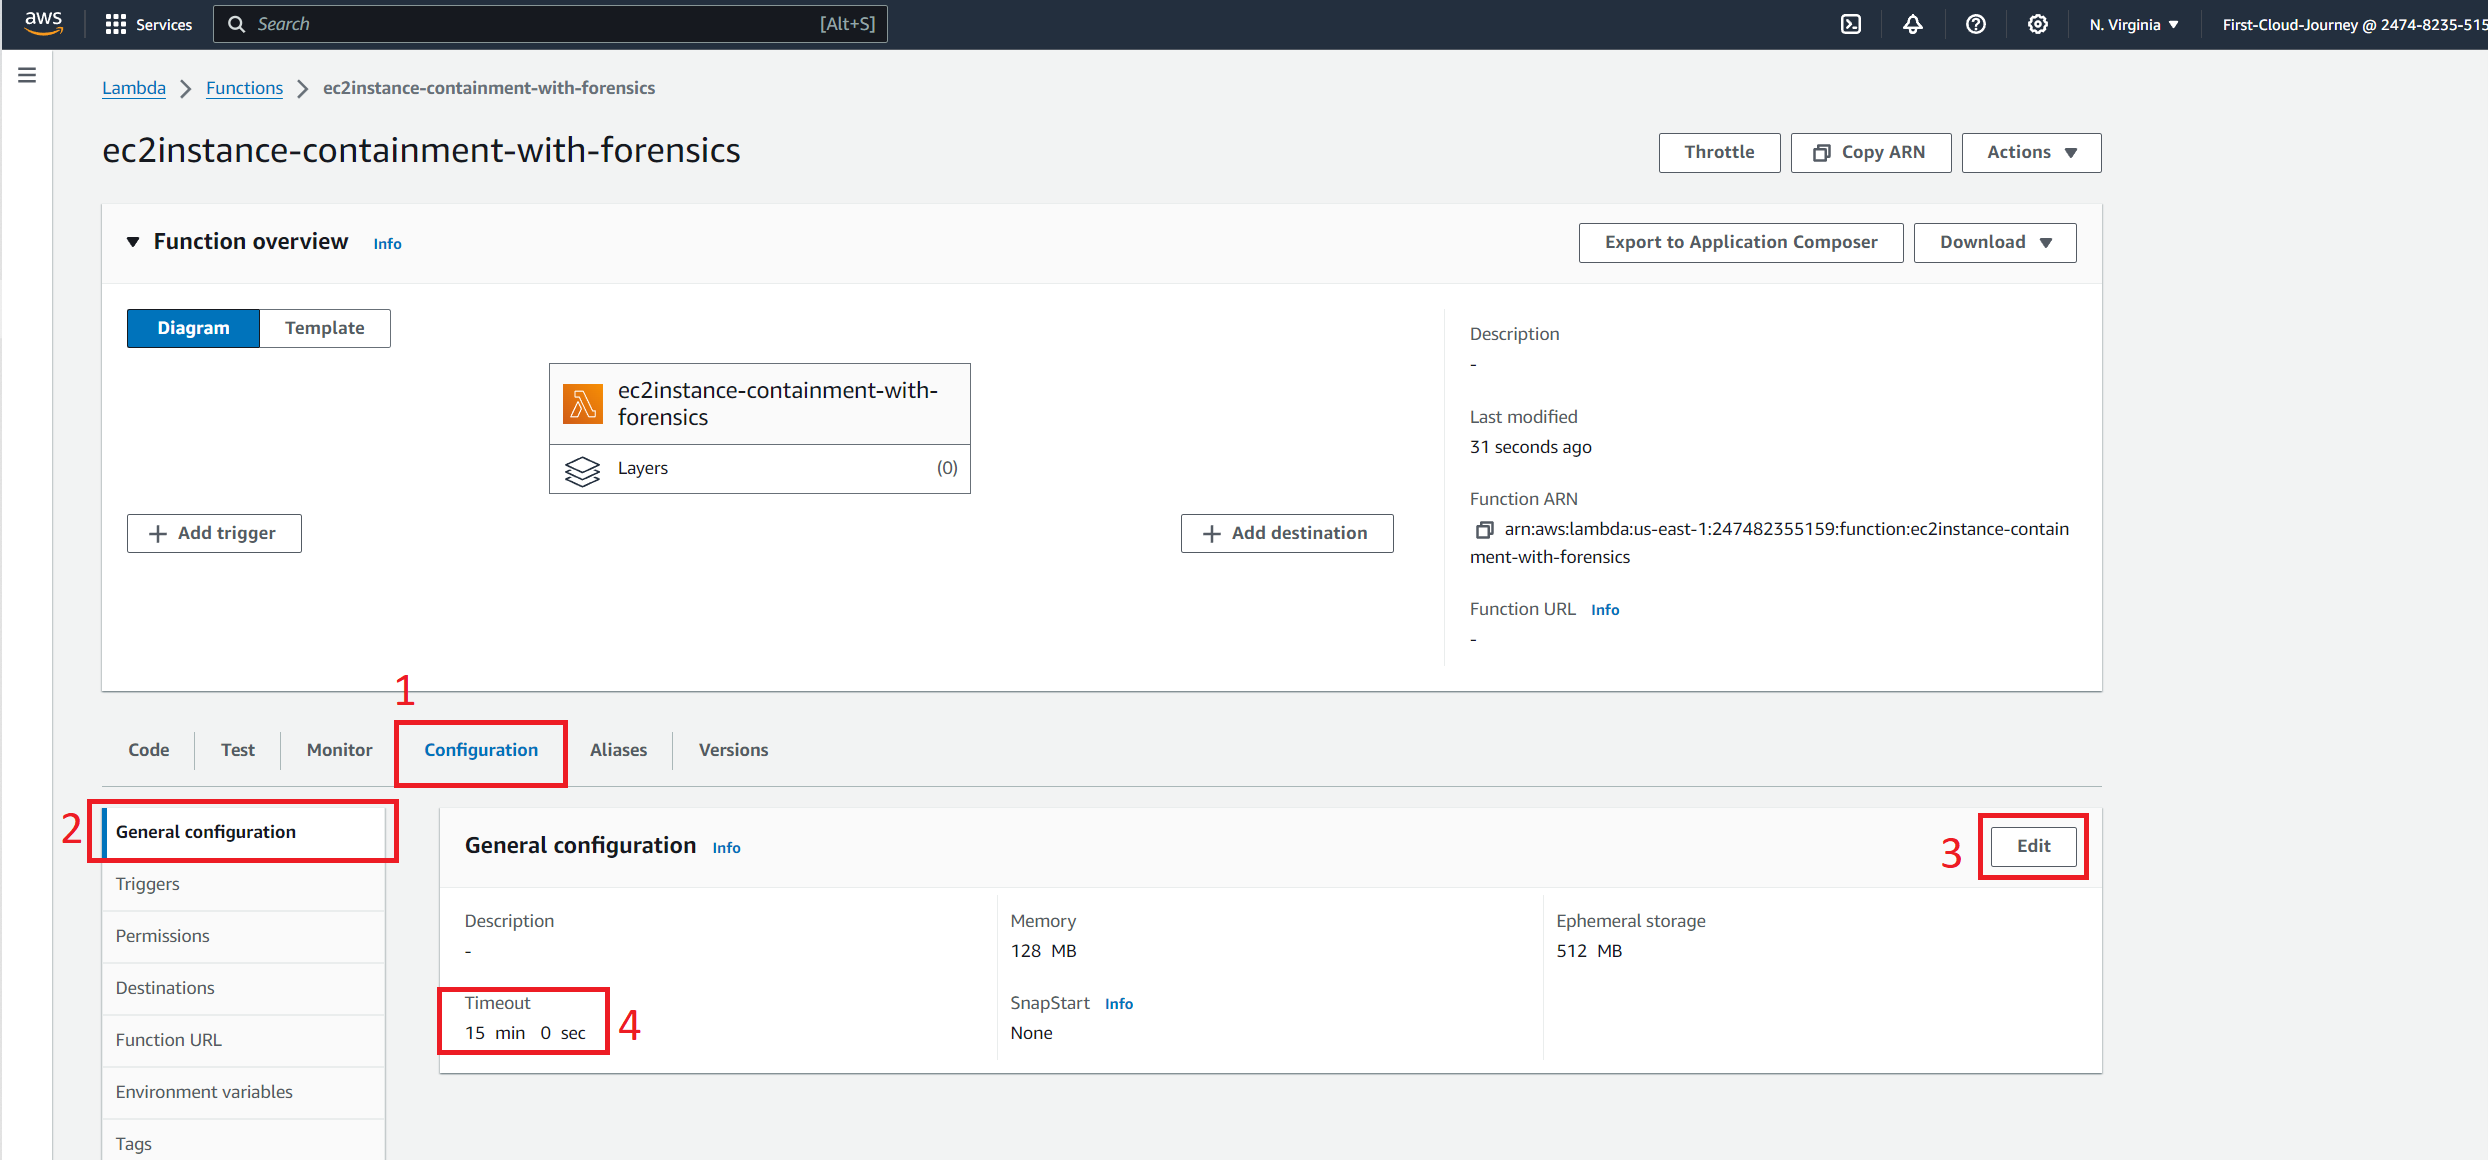 aws
Services
Search
[Alt+S]
N. Virginia
First-Cloud-Journey @ 2474-8235-515
Lambda
Functions
ec2instance-containment-with-forensics
ec2instance-containment-with-forensics
Throttle
Copy ARN
Actions
Function overview
Info
Export to Application Composer
Download
Diagram
Template
ec2instance-containment-with-
forensics
Layers
(0)
Add trigger
Add destination
Description
-
Last modified
31 seconds ago
Function ARN
arn:aws:lambda:us-east-1:247482355159:function:ec2instance-contain
ment-with-forensics
Function URL Info
-
1
Code
Test
Monitor
Configuration
Aliases
Versions
2
General configuration
Triggers
Permissions
Destinations
Function URL
Environment variables
Tags
General configuration Info
3
Edit
Description
-
Memory
128 MB
Ephemeral storage
512 MB
Timeout
15 min 0 sec
4
SnapStart Info
None